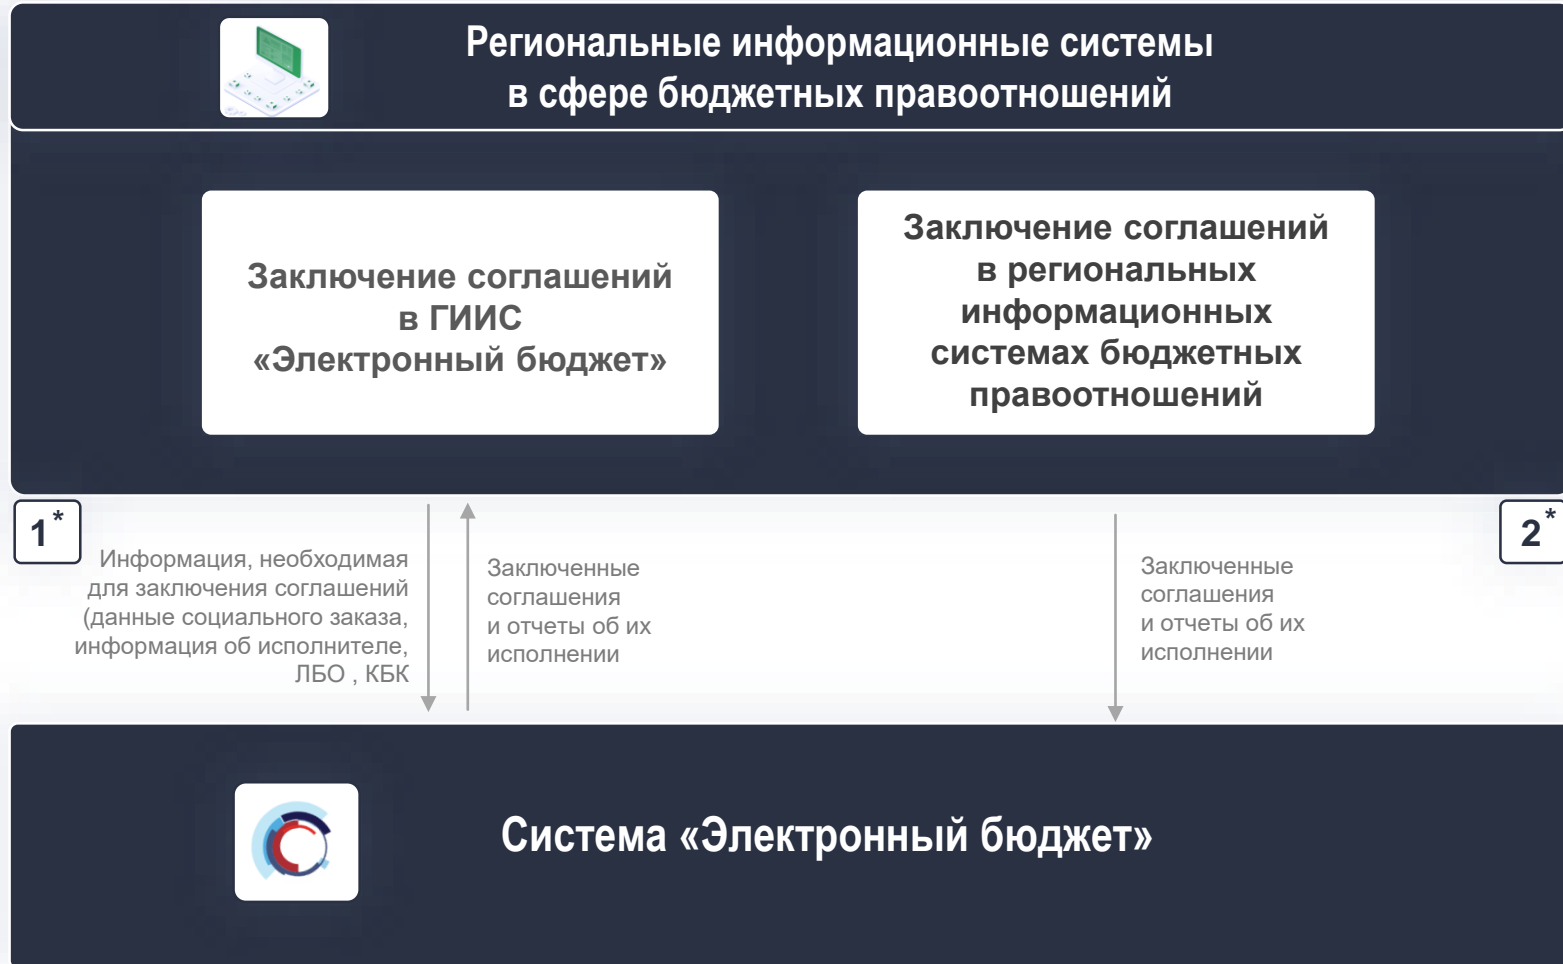 Региональные информационные системы
в сфере бюджетных правоотношений
Заключение соглашений
в ГИИС
«Электронный бюджет»
Заключение соглашений
в региональных
информационных
системах бюджетных
правоотношений
1*
Информация, необходимая
для заключения соглашений
(данные социального заказа,
информация об исполнителе,
ЛБО , КБК
Заключенные
соглашения
и отчеты об их
исполнении
Заключенные
соглашения
и отчеты об их
исполнении
2*
Система «Электронный бюджет»